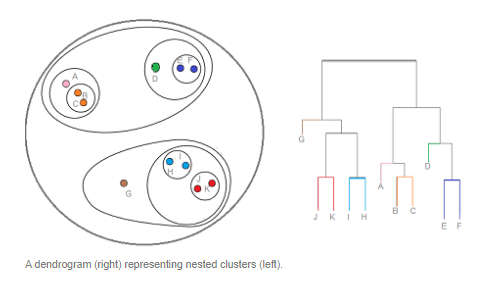 A
B
C
D
E F
I
H
J
K
G
G
J K I H
A
B C
D
E F
A dendrogram (right) representing nested clusters (left).